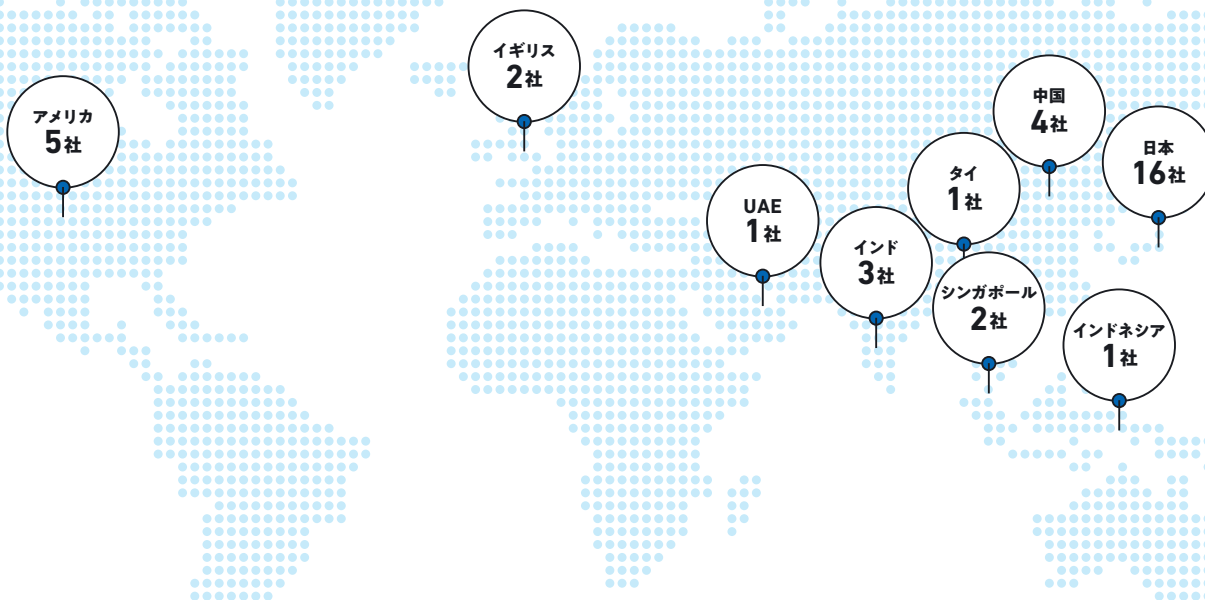 アメリカ
5社
イギリス
2社
UAE
1社
インド
3社
タイ
1社
シンガポール
2社
中国
4社
日本
16社
インドネシア
1社